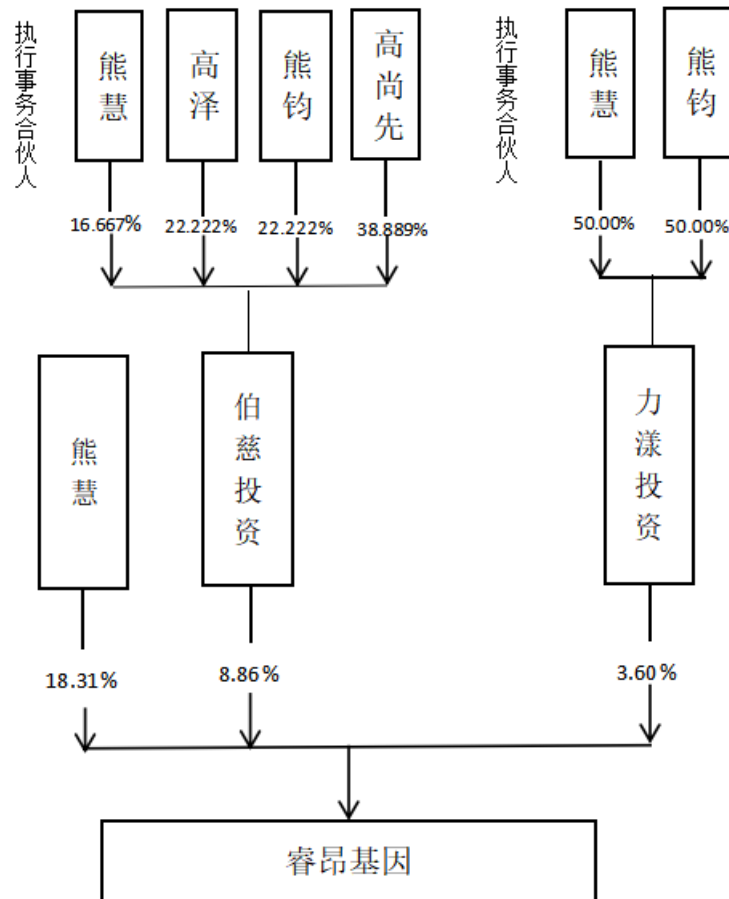 执行事务合伙人
熊慧
高泽
熊钧
高尚先
执行事务合伙人
熊慧
熊钧
16.667%
22.222%
22.222%
38.889%
50.00%
50.00%
熊慧
伯慈投资
力漾投资
18.31%
8.86%
3.60%
睿昂基因